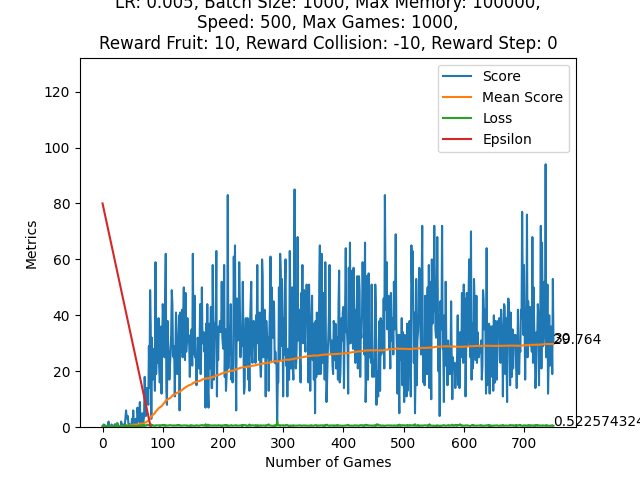 LR: 0.005, Batch Size: 1000, Max Memory: 100000,
Speed: 500, Max Games: 1000,
Reward Fruit: 10, Reward Collision: -10, Reward Step: 0
Score
Mean Score
Loss
Epsilon
120
100
80
60
40
20
0
Metrics
29.764
0.522574324
0 100 200 300 400 500 600 700
Number of Games